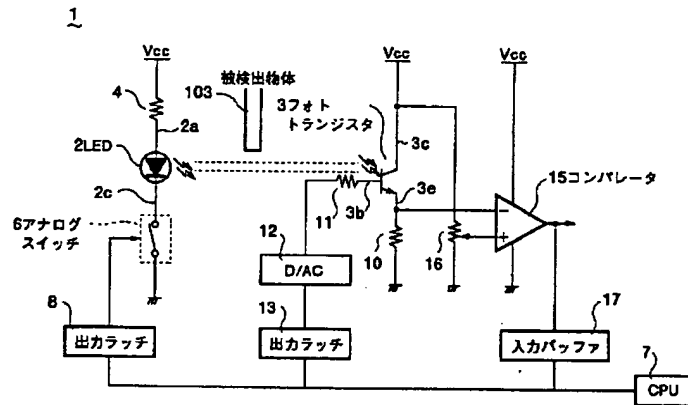 1
Vcc
Vcc
Vcc
4
被検出物体
103
3フォト
トランジスタ
2a
3c
2LED
2c
11
3b
3e
15コンパレータ
6アナログ
スイッチ
12
10
16
D/AC
8
13
17
出力ラッチ
出力ラッチ
入力バッファ
7
CPU